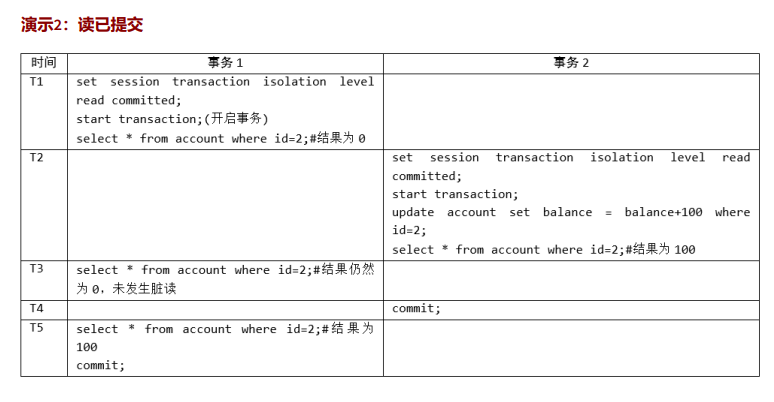 演示2：读已提交
时间 事务1 事务2
T1 set session transaction isolation level
read committed;
start transaction;(开启事务)
select * from account where id=2;#结果为 0
T2 set session transaction isolation level read
committed;
start transaction;
update account set balance = balance+100 where
id=2;
select * from account where id=2;#结果为 100
T3 select * from account where id=2;#结果仍然
为 0，未发生脏读
T4 commit;
T5 select * from account where id=2;#结果为
100
commit;